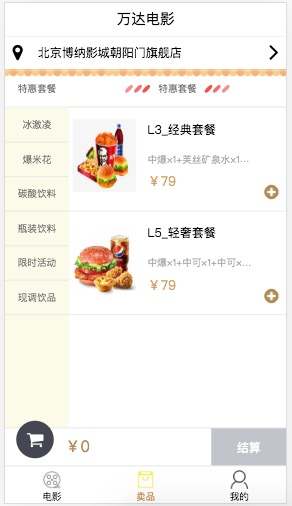 万达电影
北京博纳影城朝阳门旗舰店
特惠套餐 特惠套餐
冰激凌
爆米花
碳酸饮料
瓶装饮料
限时活动
现调饮品
L3_经典套餐
中爆×1+芙丝矿泉水×1...
￥79
L5_轻奢套餐
中爆×1+中可×1+中可×...
￥79
￥0
结算
电影 卖品 我的